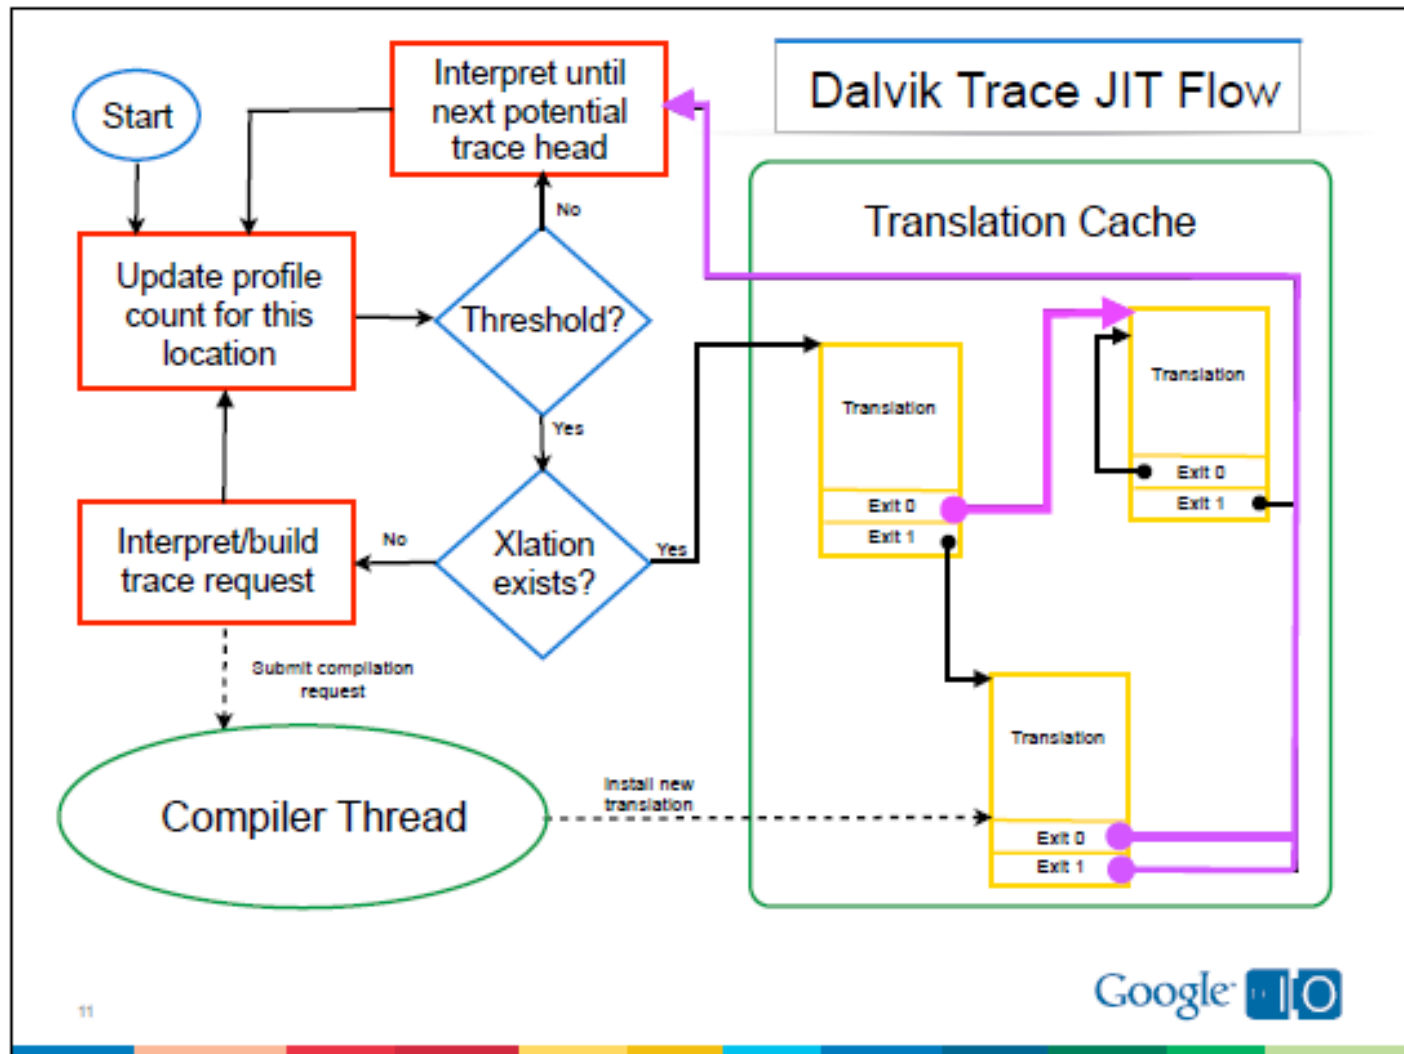 Dalvik Trace JIT Flow
Start
Interpret until
next potential
trace head
No
Update profile
count for this
location
Threshold?
Yes
Interpret/build
trace request
No
Xlation
exists?
Yes
Submit compilation
request
Compiler Thread
Install new
translation
Translation Cache
Translation
Exit 0
Exit 1
Translation
Exit 0
Exit 1
Translation
Exit 0
Exit 1
Google IO
11